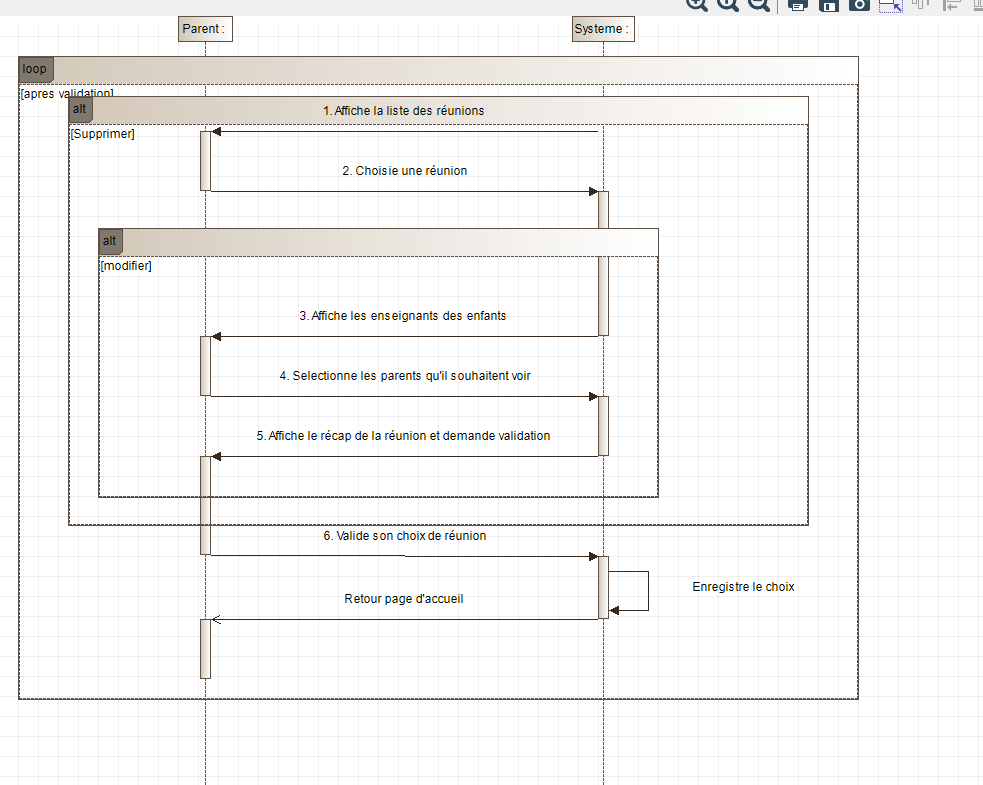 Parent :
Systeme :
loop
[apres validation]
alt
1. Affiche la liste des réunions
[Supprimer]
2. Choisie une réunion
alt
[modifier]
3. Affiche les enseignants des enfants
4. Selectionne les parents qu'il souhaitent voir
5. Affiche le récap de la réunion et demande validation
6. Valide son choix de réunion
Enregistre le choix
Retour page d'accueil